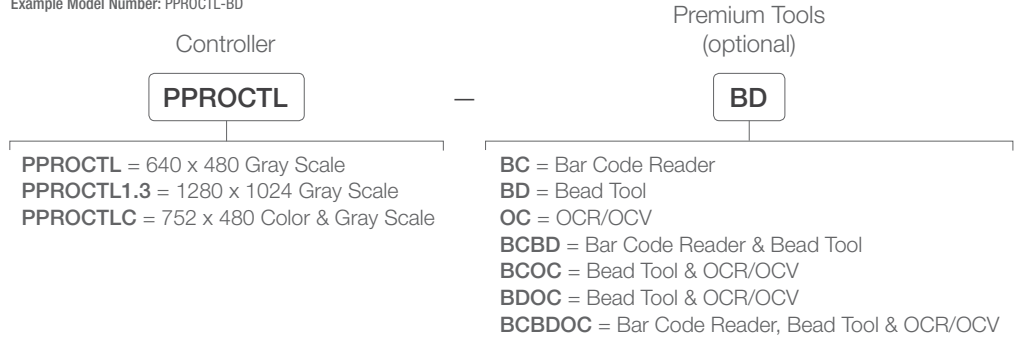 Example Model Number: PPROCTL-BD
Controller
PPROCTL
PPROCTL = 640 x 480 Gray Scale
PPROCTL1.3 = 1280 x 1024 Gray Scale
PPROCTLC = 752 x 480 Color & Gray Scale
–
Premium Tools
(optional)
BD
BC = Bar Code Reader
BD = Bead Tool
OC = OCR/OCV
BCBD = Bar Code Reader & Bead Tool
BCOC = Bead Tool & OCR/OCV
BDOC = Bead Tool & OCR/OCV
BCBDOC = Bar Code Reader, Bead Tool & OCR/OCV